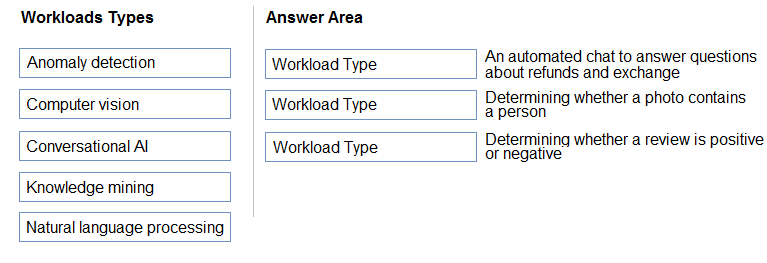 Workloads Types
Answer Area
Anomaly detection
Computer vision
Conversational AI
Knowledge mining
Natural language processing
Workload Type
An automated chat to answer questions
about refunds and exchange
Workload Type
Determining whether a photo contains
a person
Workload Type
Determining whether a review is positive
or negative